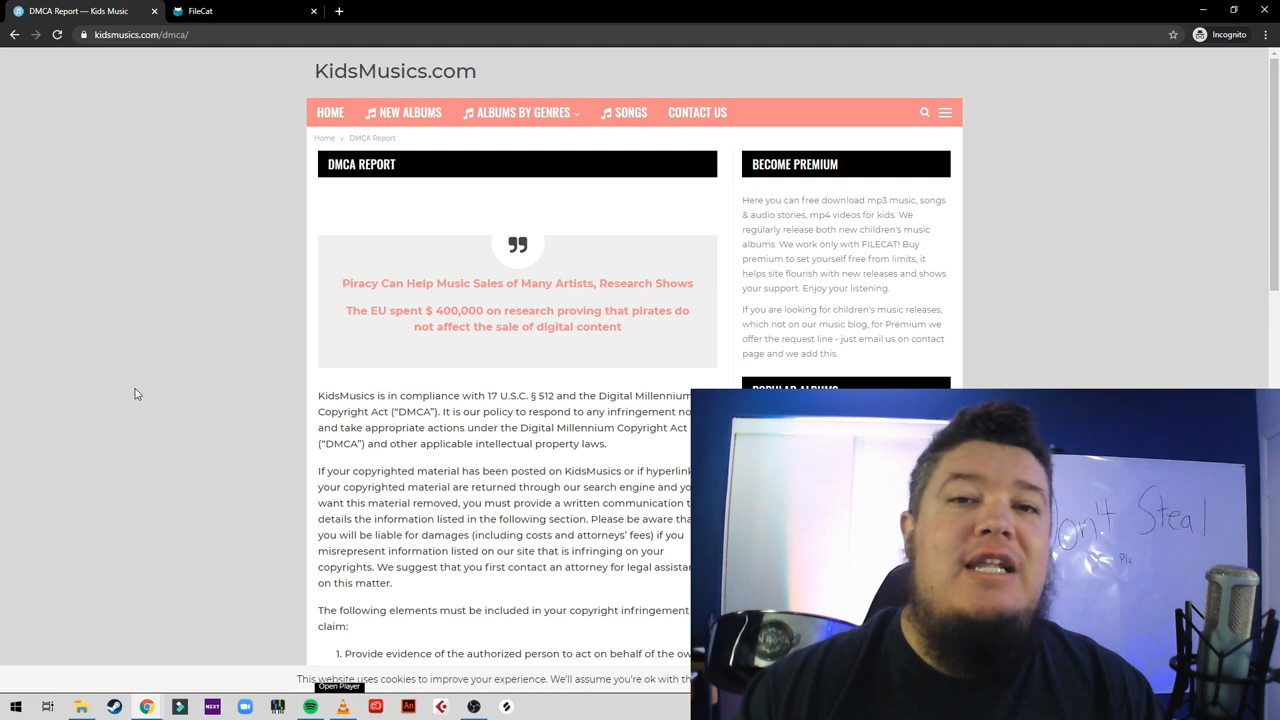 DMCA Report — Kids Music
FileCat
kidsmusics.com/dmca/
Incognito
KidsMusics.com
HOME
NEW ALBUMS
ALBUMS BY GENRES
SONGS
CONTACT US
Home
DMCA Report
DMCA REPORT
Piracy Can Help Music Sales of Many Artists, Research Shows
The EU spent $ 400,000 on research proving that pirates do
not affect the sale of digital content
KidsMusics is in compliance with 17 U.S.C. § 512 and the Digital Millennium
Copyright Act (“DMCA”). It is our policy to respond to any infringement no
and take appropriate actions under the Digital Millennium Copyright Act
(“DMCA”) and other applicable intellectual property laws.
If your copyrighted material has been posted on KidsMusics or if hyperlink
your copyrighted material are returned through our search engine and yo
want this material removed, you must provide a written communication t
details the information listed in the following section. Please be aware tha
you will be liable for damages (including costs and attorneys’ fees) if you
misrepresent information listed on our site that is infringing on your
copyrights. We suggest that you first contact an attorney for legal assistan
on this matter.
The following elements must be included in your copyright infringement
claim:
1. Provide evidence of the authorized person to act on behalf of the ow
BECOME PREMIUM
Here you can free download mp3 music, songs
& audio stories, mp4 videos for kids. We
regularly release both new children's music
albums. We work only with FILECAT! Buy
premium to set yourself free from limits, it
helps site flourish with new releases and shows
your support. Enjoy your listening.
If you are looking for children's music releases,
which not on our music blog, for Premium we
offer the request line - just email us on contact
page and we add this.
POPULAR ALBUMS
This website uses cookies to improve your experience. We'll assume you're ok with th
Open Player
NZXT
An
on't Steal
Plz